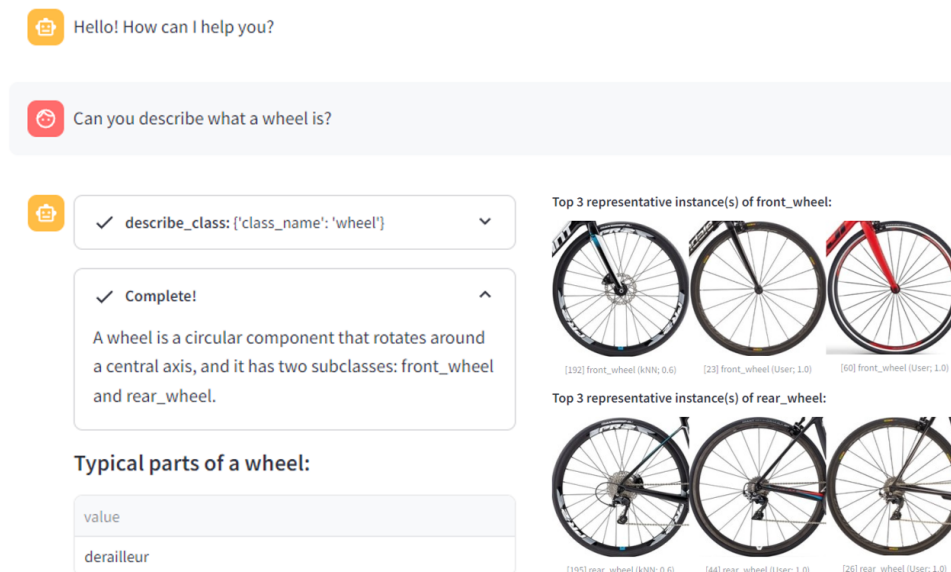 Hello! How can I help you?
Can you describe what a wheel is?
describe_class: {'class_name': 'wheel'}
Complete!
A wheel is a circular component that rotates around
a central axis, and it has two subclasses: front_wheel
and rear_wheel.
Typical parts of a wheel:
value
derailleur
Top 3 representative instance(s) of front_wheel:
[192] front_wheel (kNN; 0.6)
[23] front_wheel (User; 1.0)
[60] front_wheel (User; 1.0)
Top 3 representative instance(s) of rear_wheel:
[195] rear_wheel (kNN; 0.6)
[44] rear_wheel (User; 1.0)
[26] rear_wheel (User; 1.0)